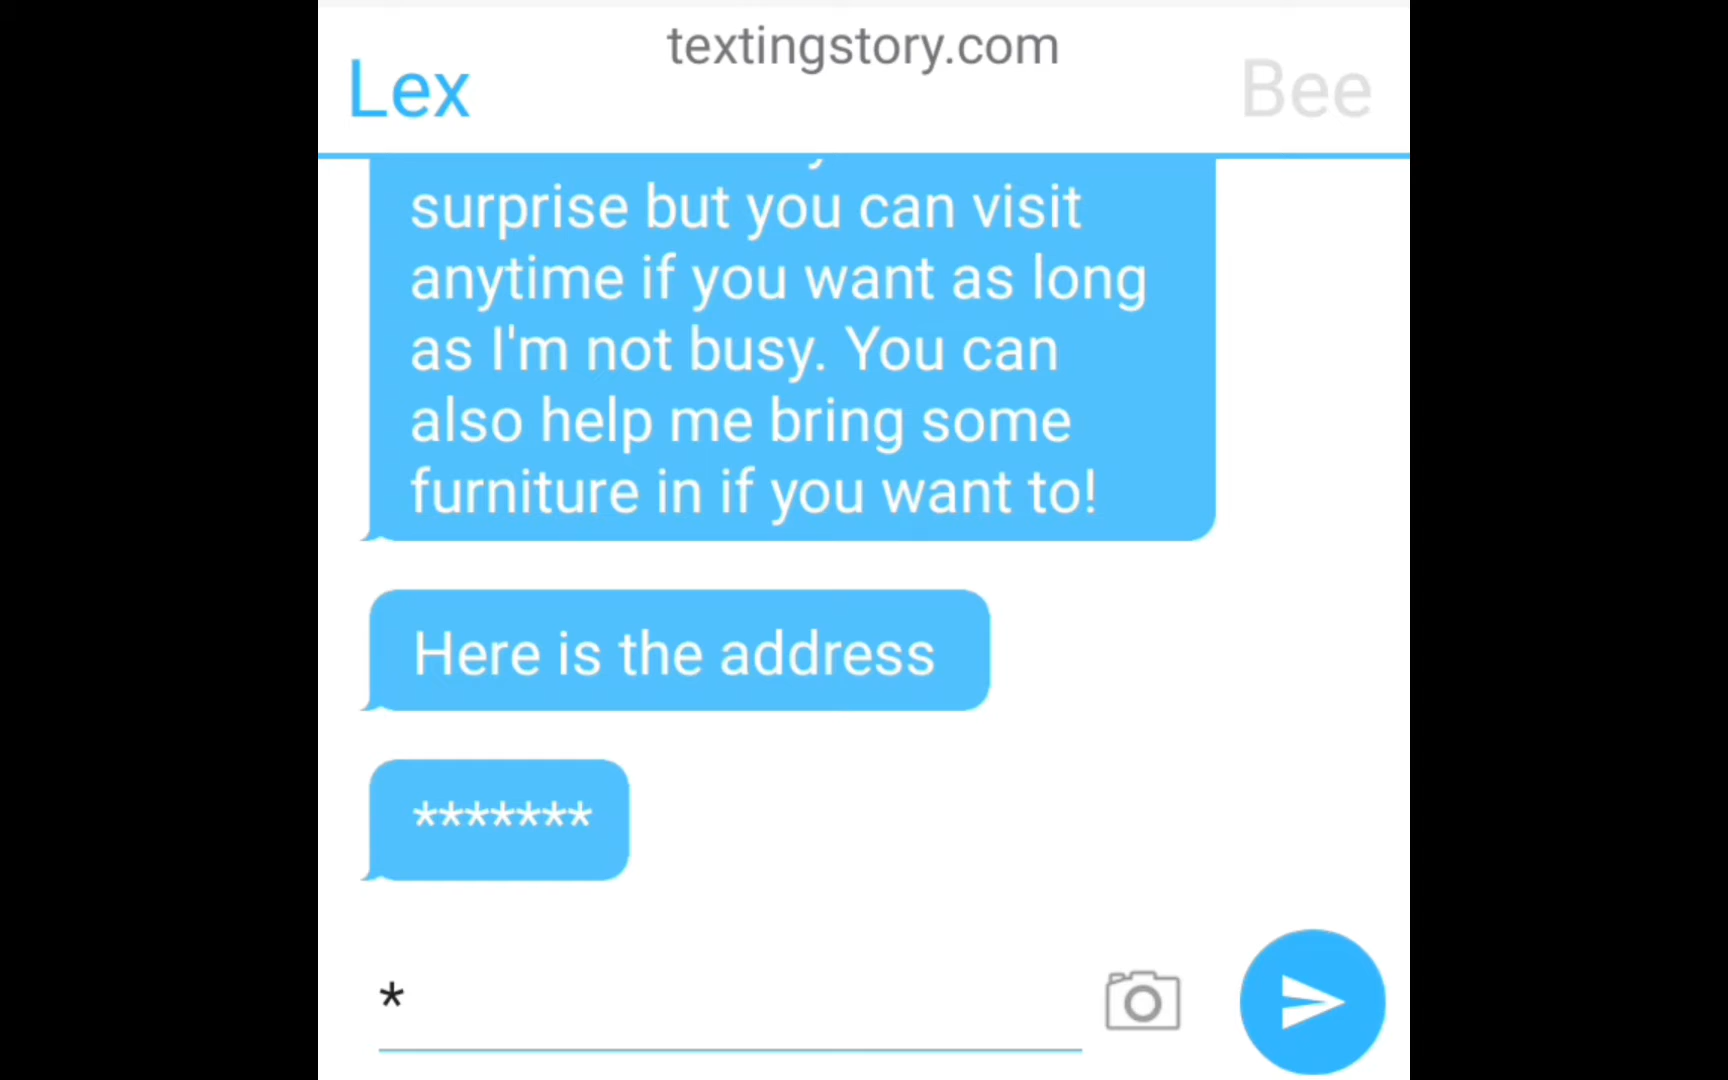 textingstory.com
Lex
Bee
surprise but you can visit
anytime if you want as long
as I'm not busy. You can
also help me bring some
furniture in if you want to!
Here is the address
*******
*